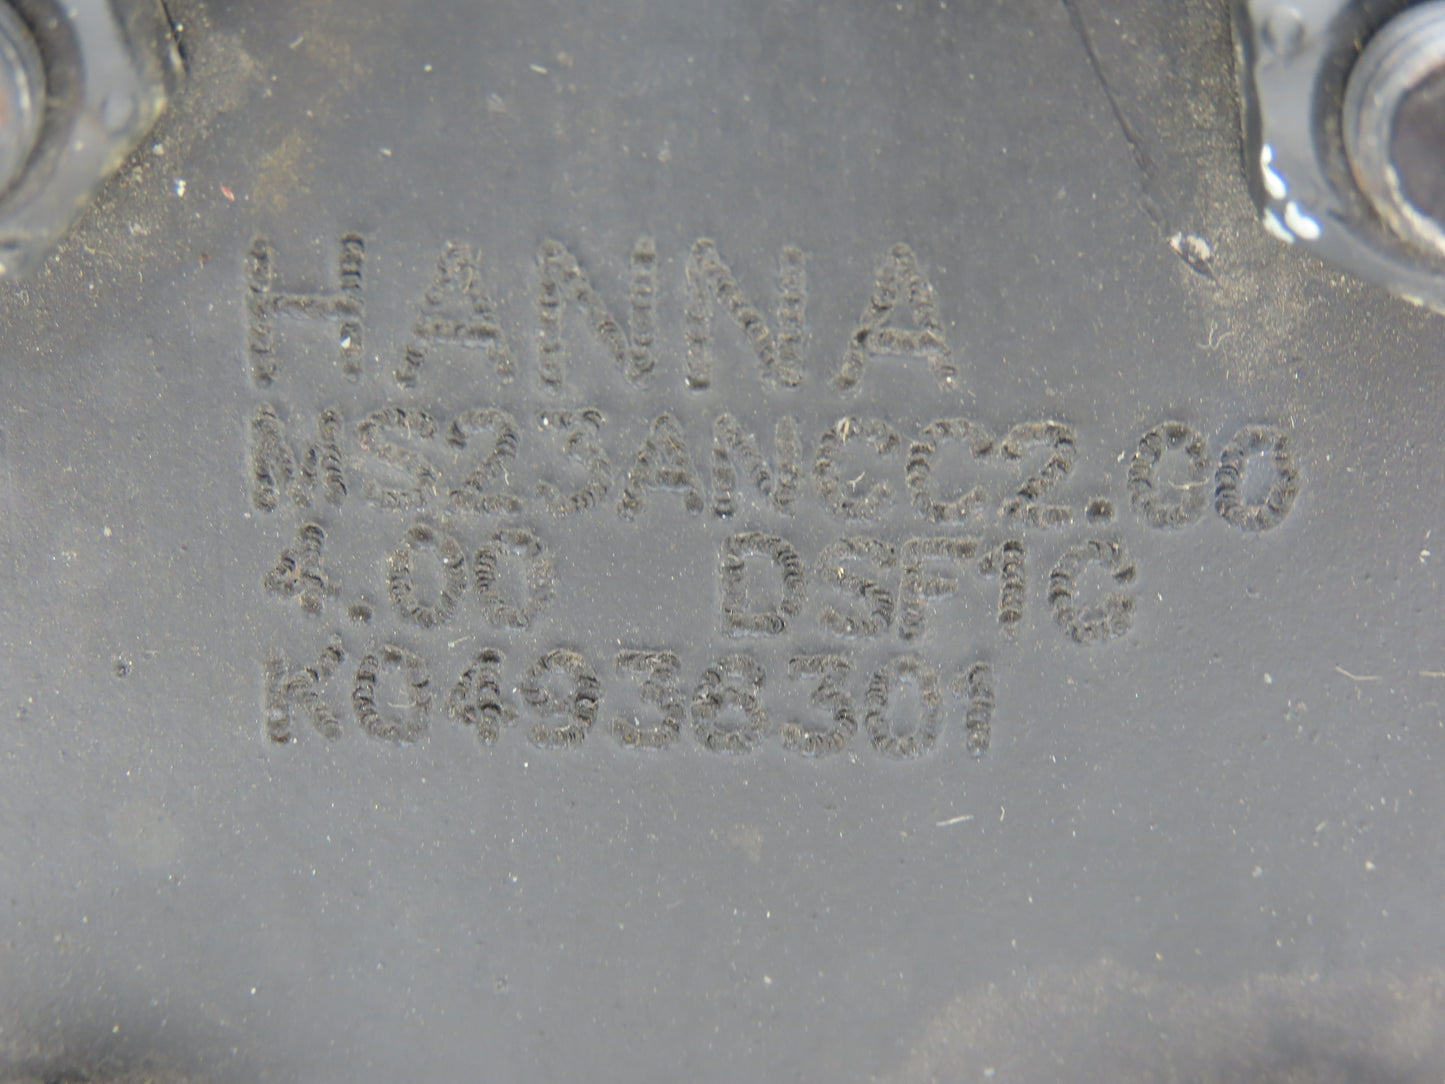 HANNA
MS23ANCC2.00
4.00 DSF1G
K04938301